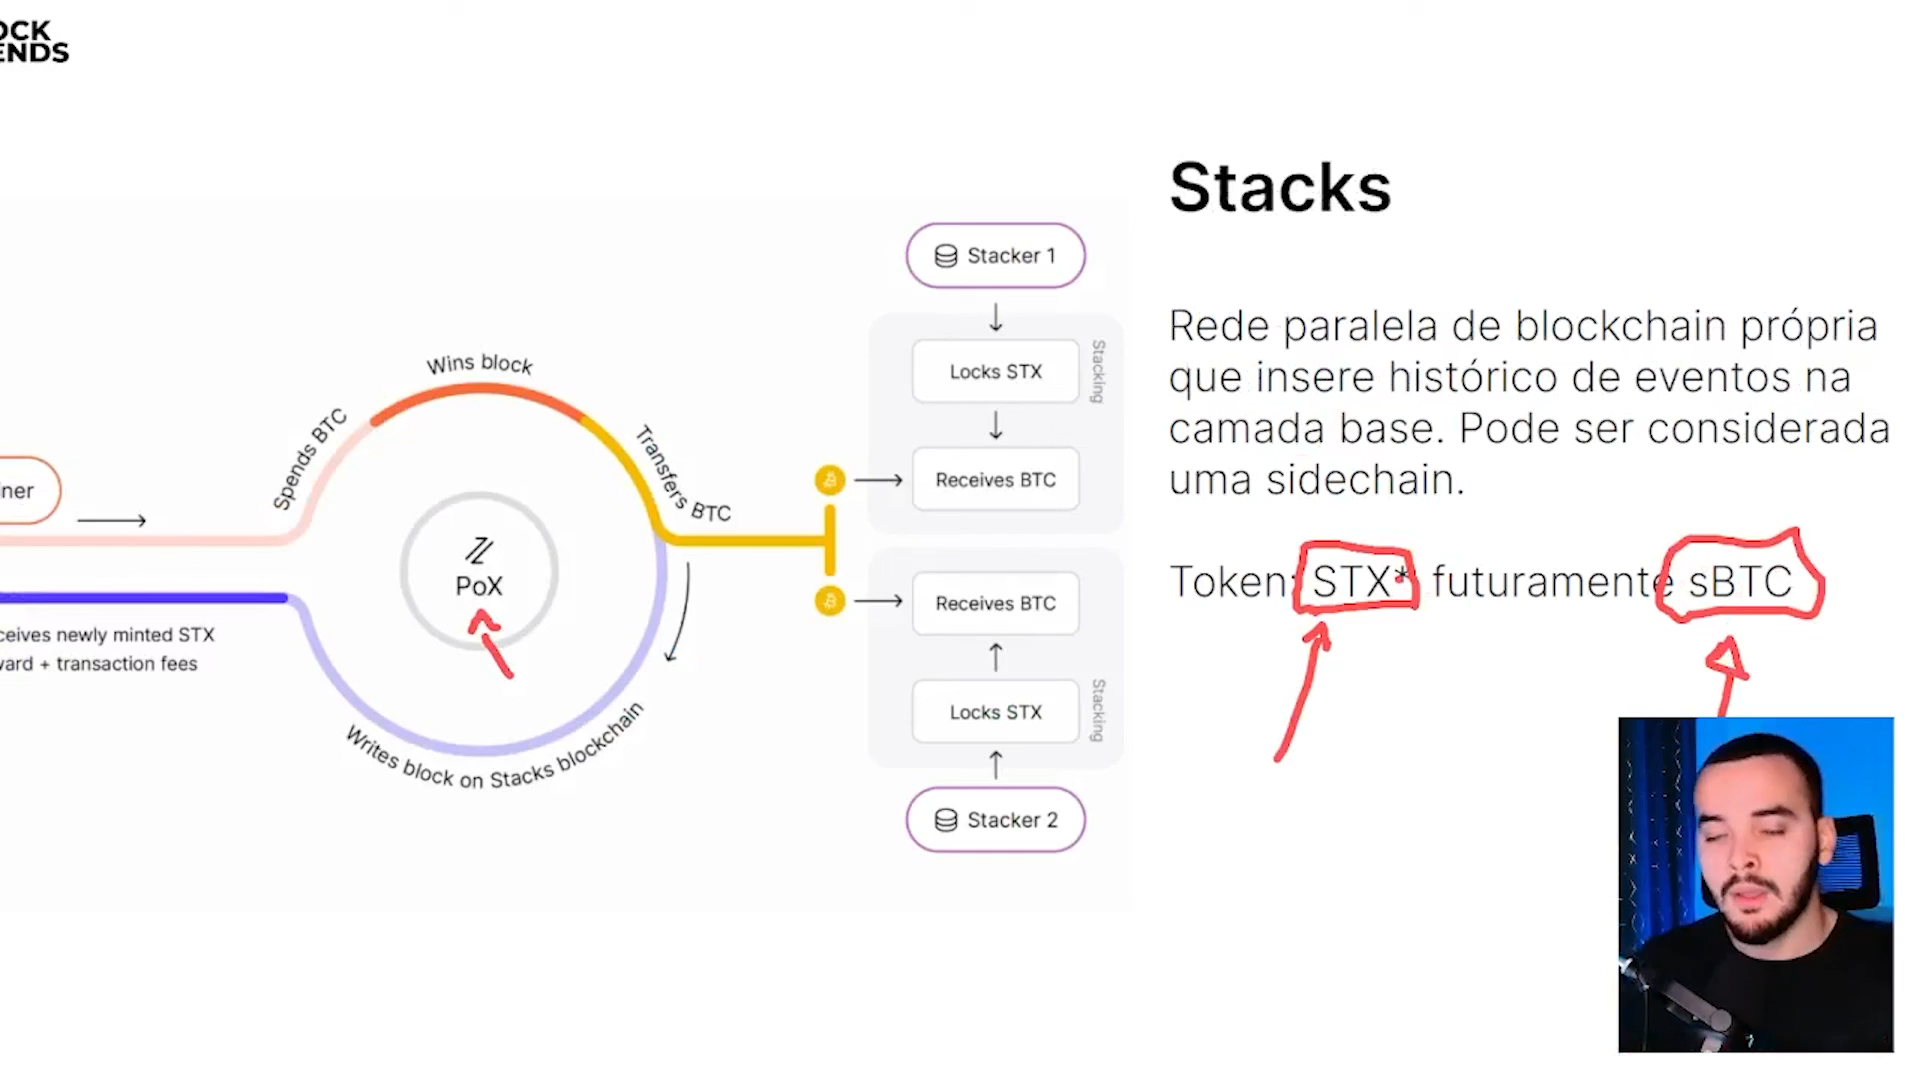 OCK
ENDS
Stacks
Rede paralela de blockchain própria
que insere histórico de eventos na
camada base. Pode ser considerada
uma sidechain.
Token: STX* futuramente sBTC
iner
Spends BTC
Wins block
Transfers BTC
PoX
ceives newly minted STX
ward + transaction fees
Writes block on Stacks blockchain
Stacker 1
Locks STX
Stacking
Receives BTC
Receives BTC
Locks STX
Stacking
Stacker 2